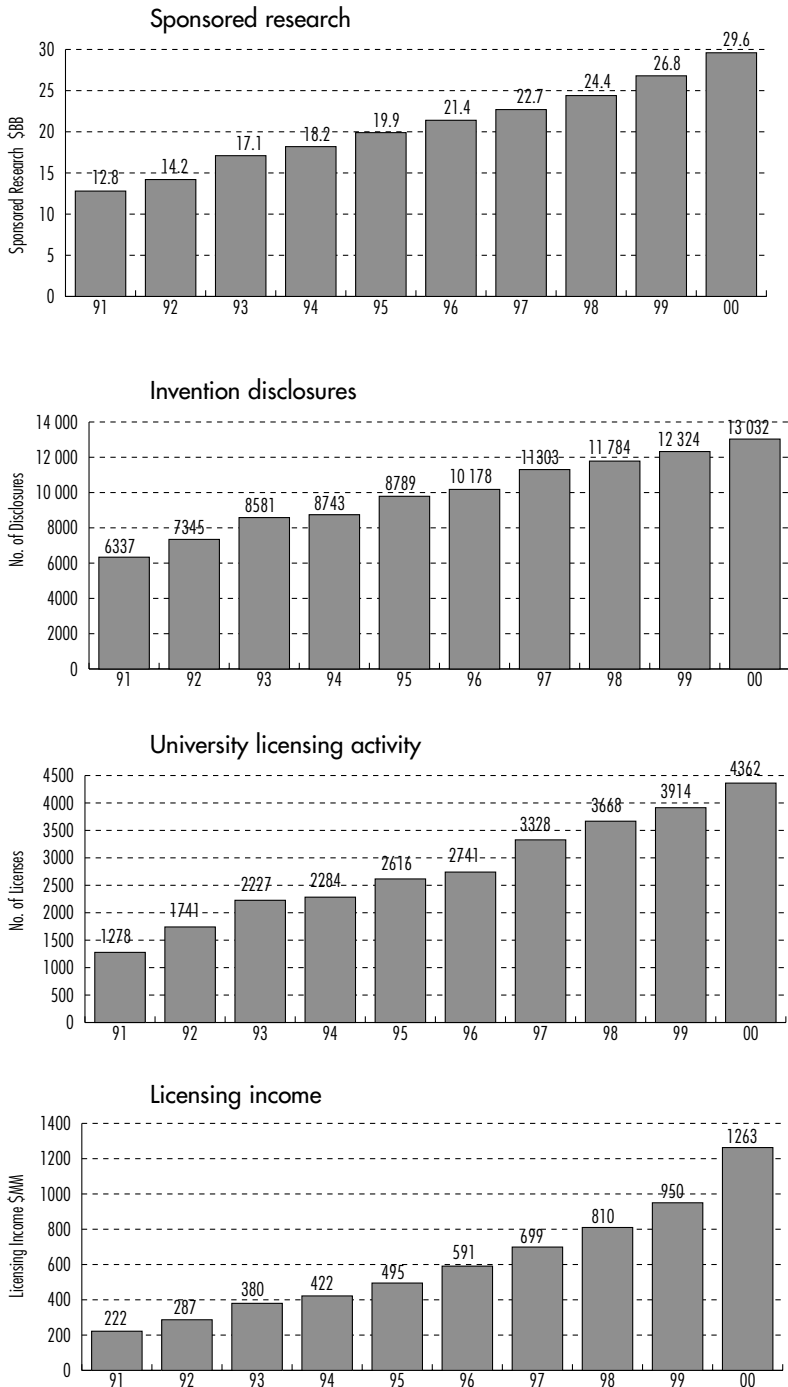 Sponsored research
Sponsored Research $BB
30
25
20
15
10
5
0
12.8 14.2 17.1 18.2 19.9 21.4 22.7 24.4 26.8 29.6
91 92 93 94 95 96 97 98 99 00
Invention disclosures
No. of Disclosures
14 000
12 000
10 000
8000
6000
4000
2000
0
6337 7345 8581 8743 8789 10 178 11303 11 784 12 324 13 032
91 92 93 94 95 96 97 98 99 00
University licensing activity
No. of Licenses
4500
4000
3500
3000
2500
2000
1500
1000
500
0
1278 1741 2227 2284 2616 2741 3328 3668 3914 4362
91 92 93 94 95 96 97 98 99 00
Licensing income
Licensing Income $MM
1400
1200
1000
800
600
400
200
0
222 287 380 422 495 591 699 810 950 1263
91 92 93 94 95 96 97 98 99 00